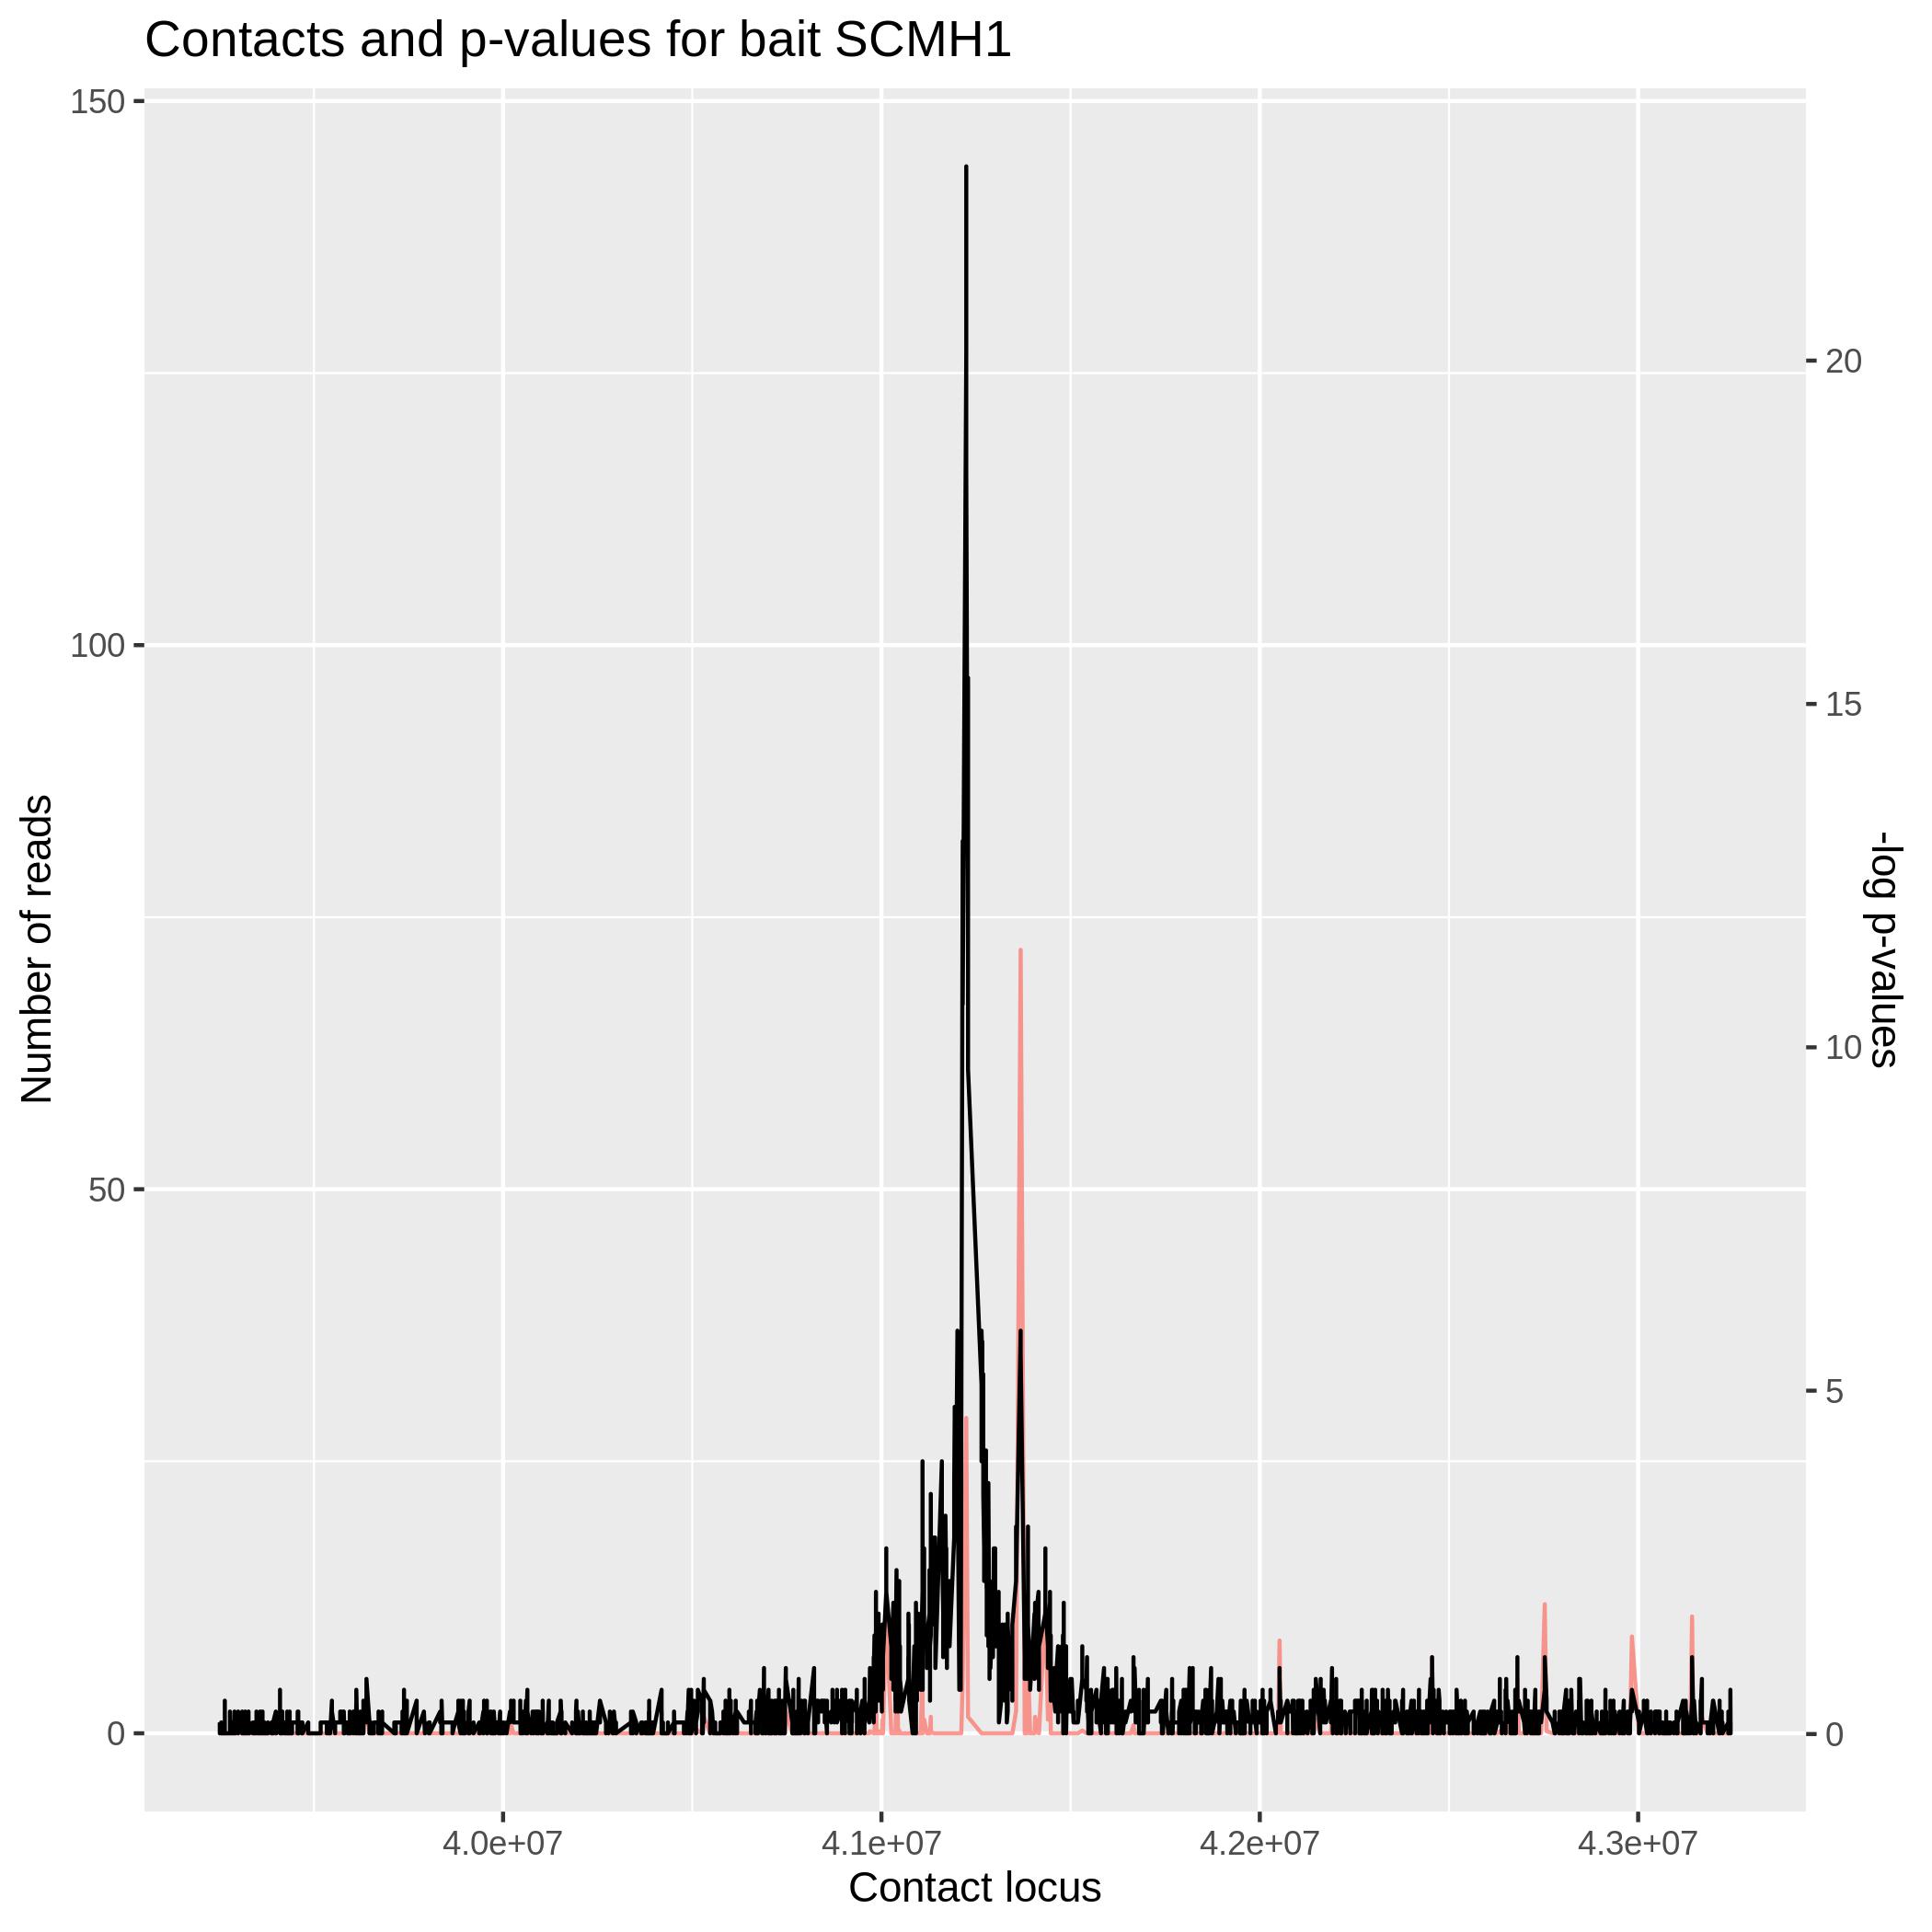 Contacts and p-values for bait SCMH1
150
100
50
0
Number of reads
20
15
10
5
0
-log p-values
4.0e+07
4.1e+07
4.2e+07
4.3e+07
Contact locus